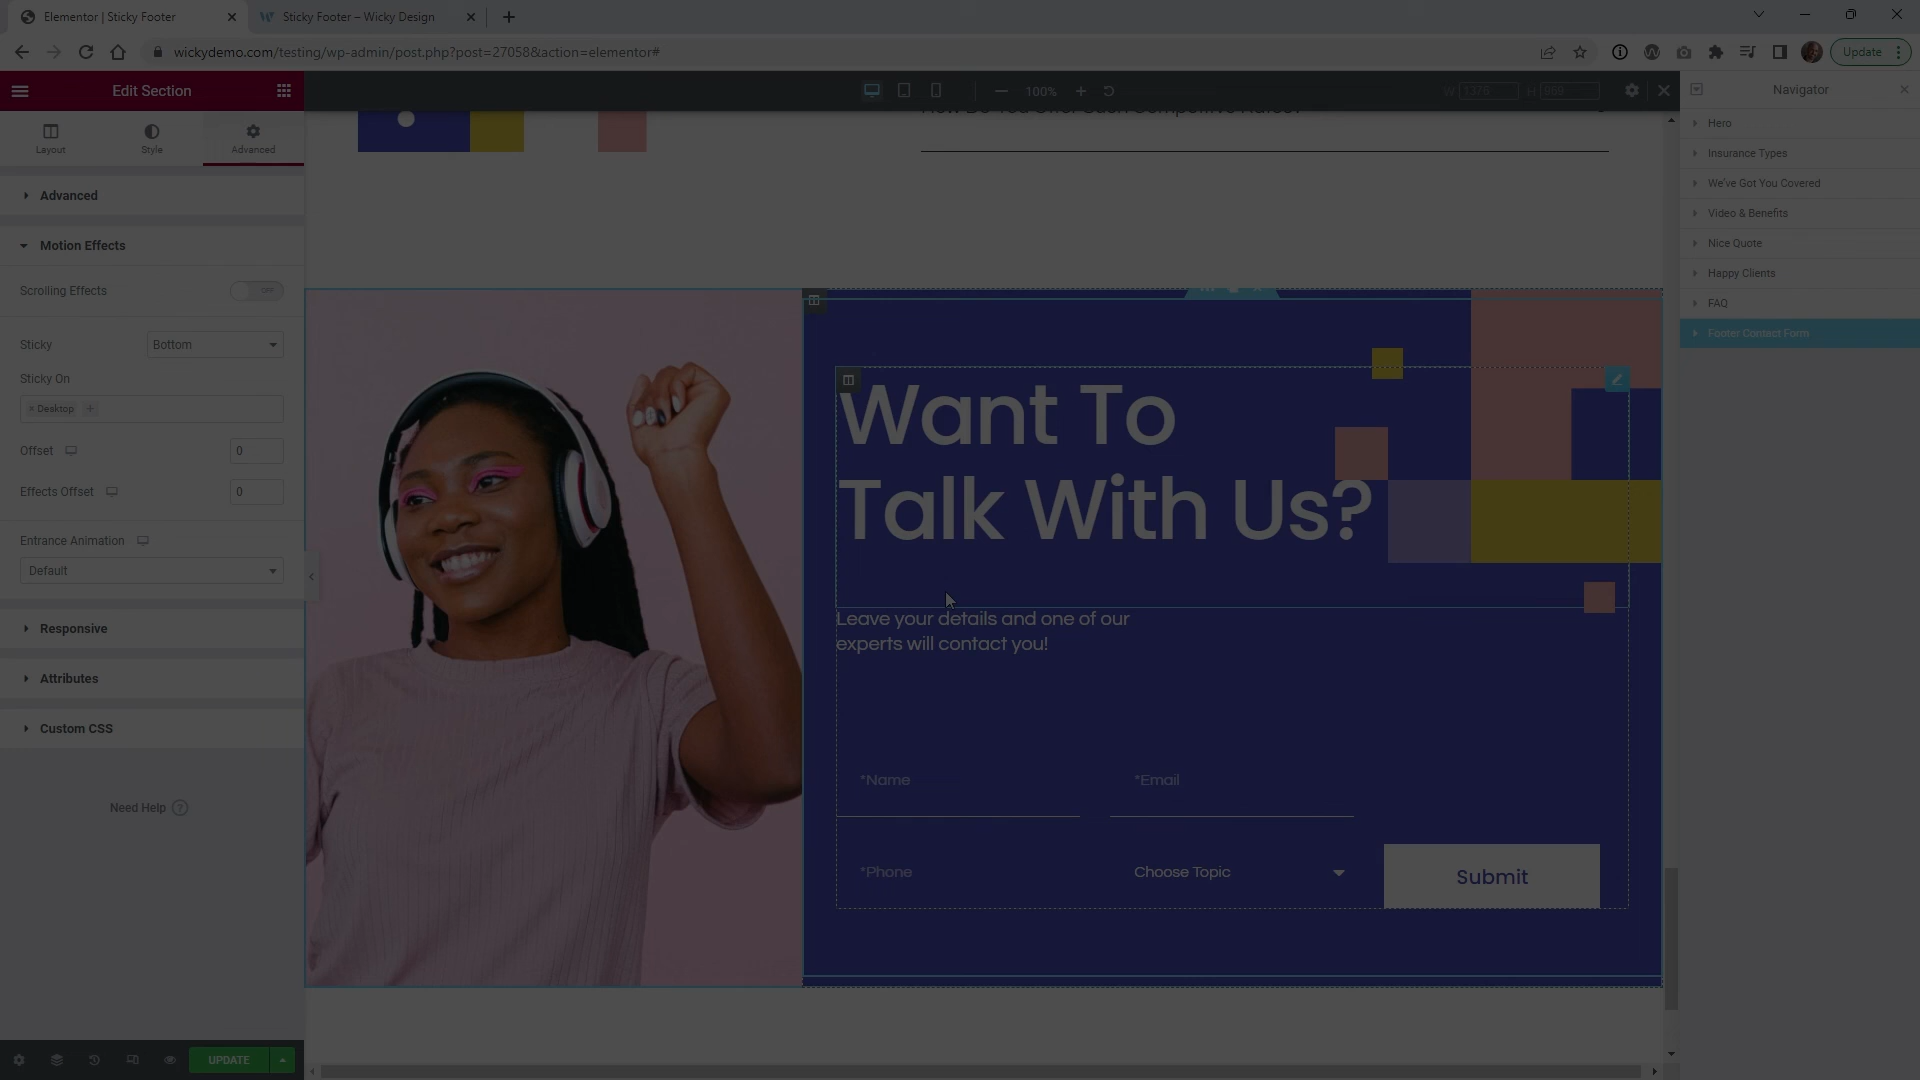 Elementor | Sticky Footer
Sticky Footer – Wicky Design
wickydemo.com/testing/wp-admin/post.php?post=27058&action=elementor#
Update
Edit Section
100%
W 1376 H 969
Navigator
Layout
Style
Advanced
Advanced
Motion Effects
Scrolling Effects
OFF
Sticky
Bottom
Sticky On
× Desktop +
Offset
0
Effects Offset
0
Entrance Animation
Default
Responsive
Attributes
Custom CSS
Need Help ?
UPDATE
Want To
Talk With Us?
Leave your details and one of our
experts will contact you!
*Name
*Email
*Phone
Choose Topic
Submit
Hero
Insurance Types
We've Got You Covered
Video & Benefits
Nice Quote
Happy Clients
FAQ
Footer Contact Form